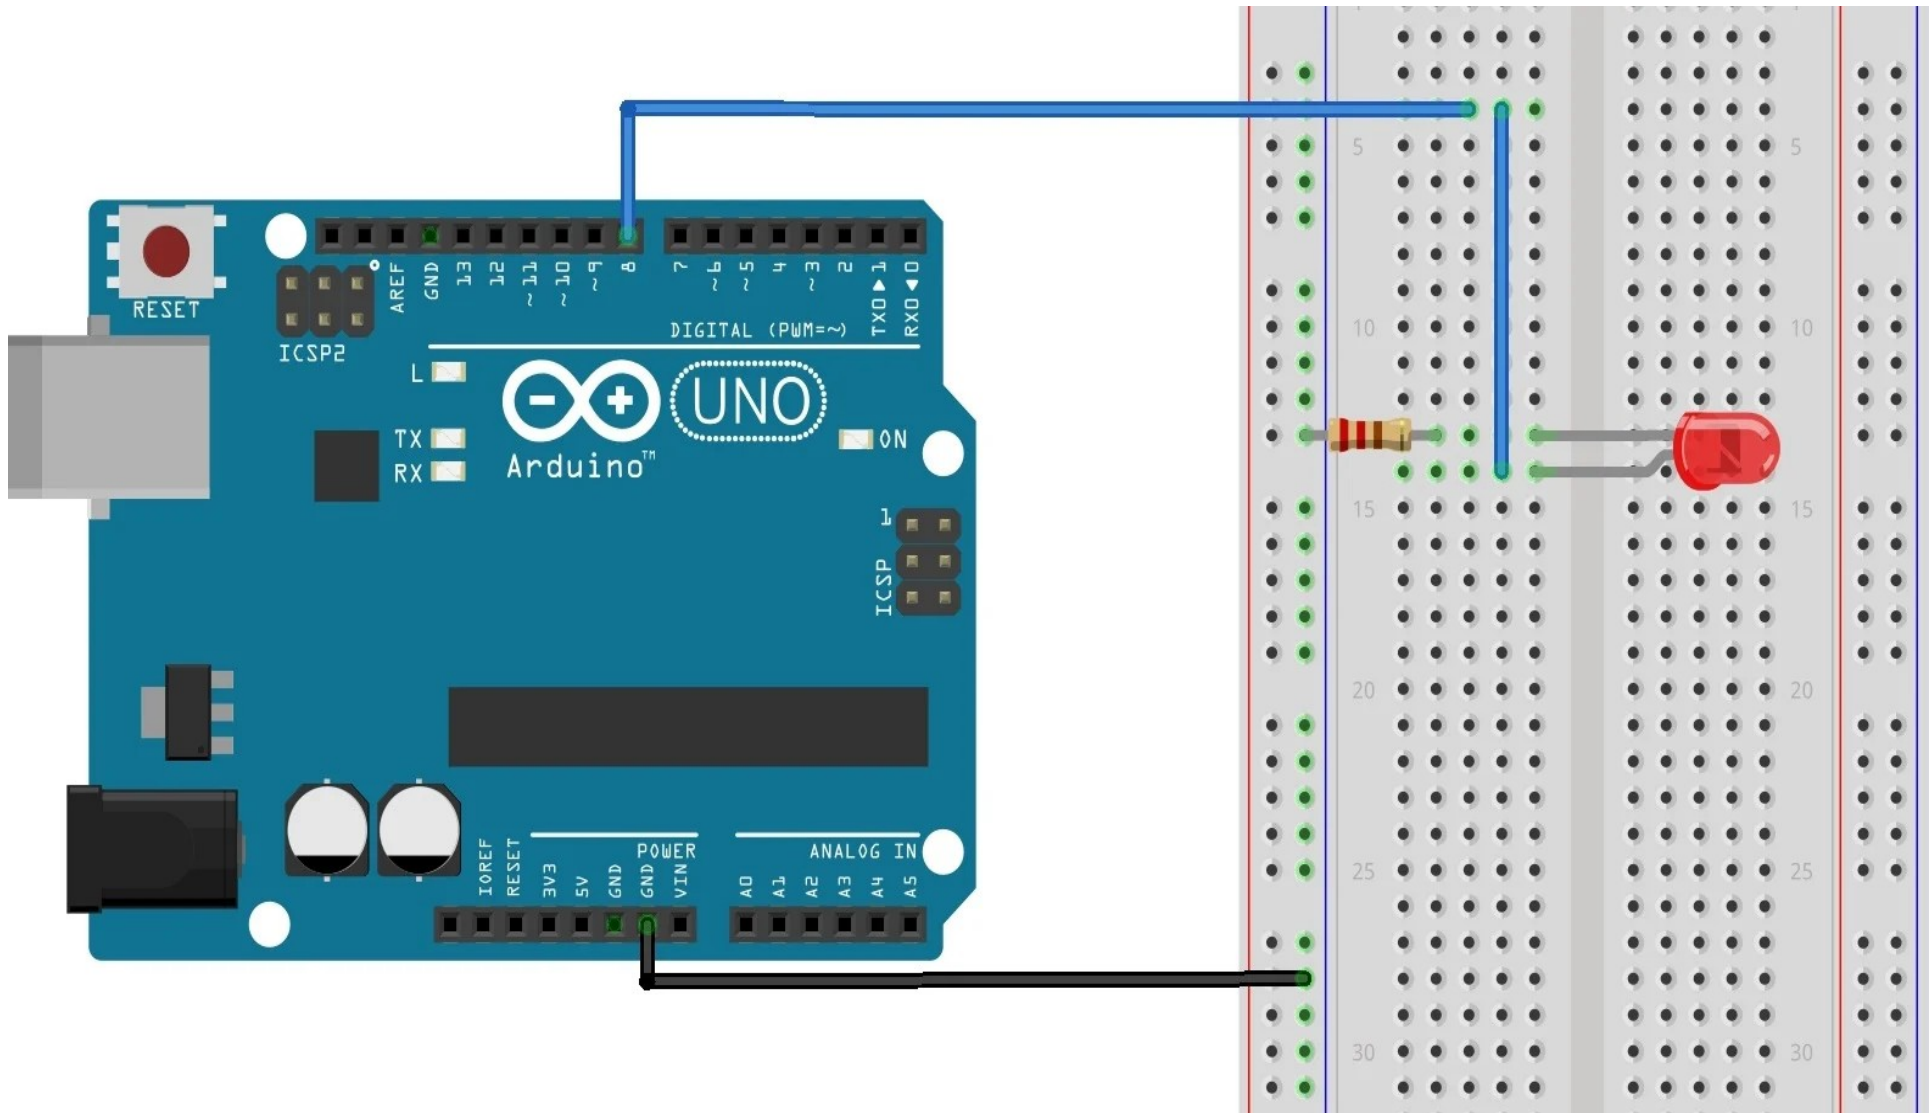 RESET
ICSP2
AREF
GND
13
12
~11
~10
~9
8
7
~6
~5
4
~3
2
TX0▶1
RX0◀0
DIGITAL (PWM=~)
L
TX
RX
UNO
Arduino™
ON
1
ICSP
IOREF
RESET
3V3
5V
GND
GND
VIN
POWER
ANALOG IN
A0
A1
A2
A3
A4
A5
5
5
10
10
15
15
20
20
25
25
30
30